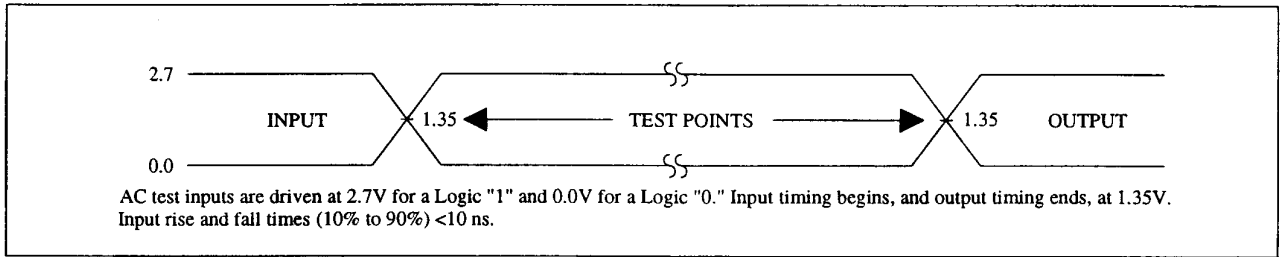 2.7
INPUT 1.35 TEST POINTS 1.35 OUTPUT
0.0
AC test inputs are driven at 2.7V for a Logic "1" and 0.0V for a Logic "0." Input timing begins, and output timing ends, at 1.35V.
Input rise and fall times (10% to 90%) <10 ns.